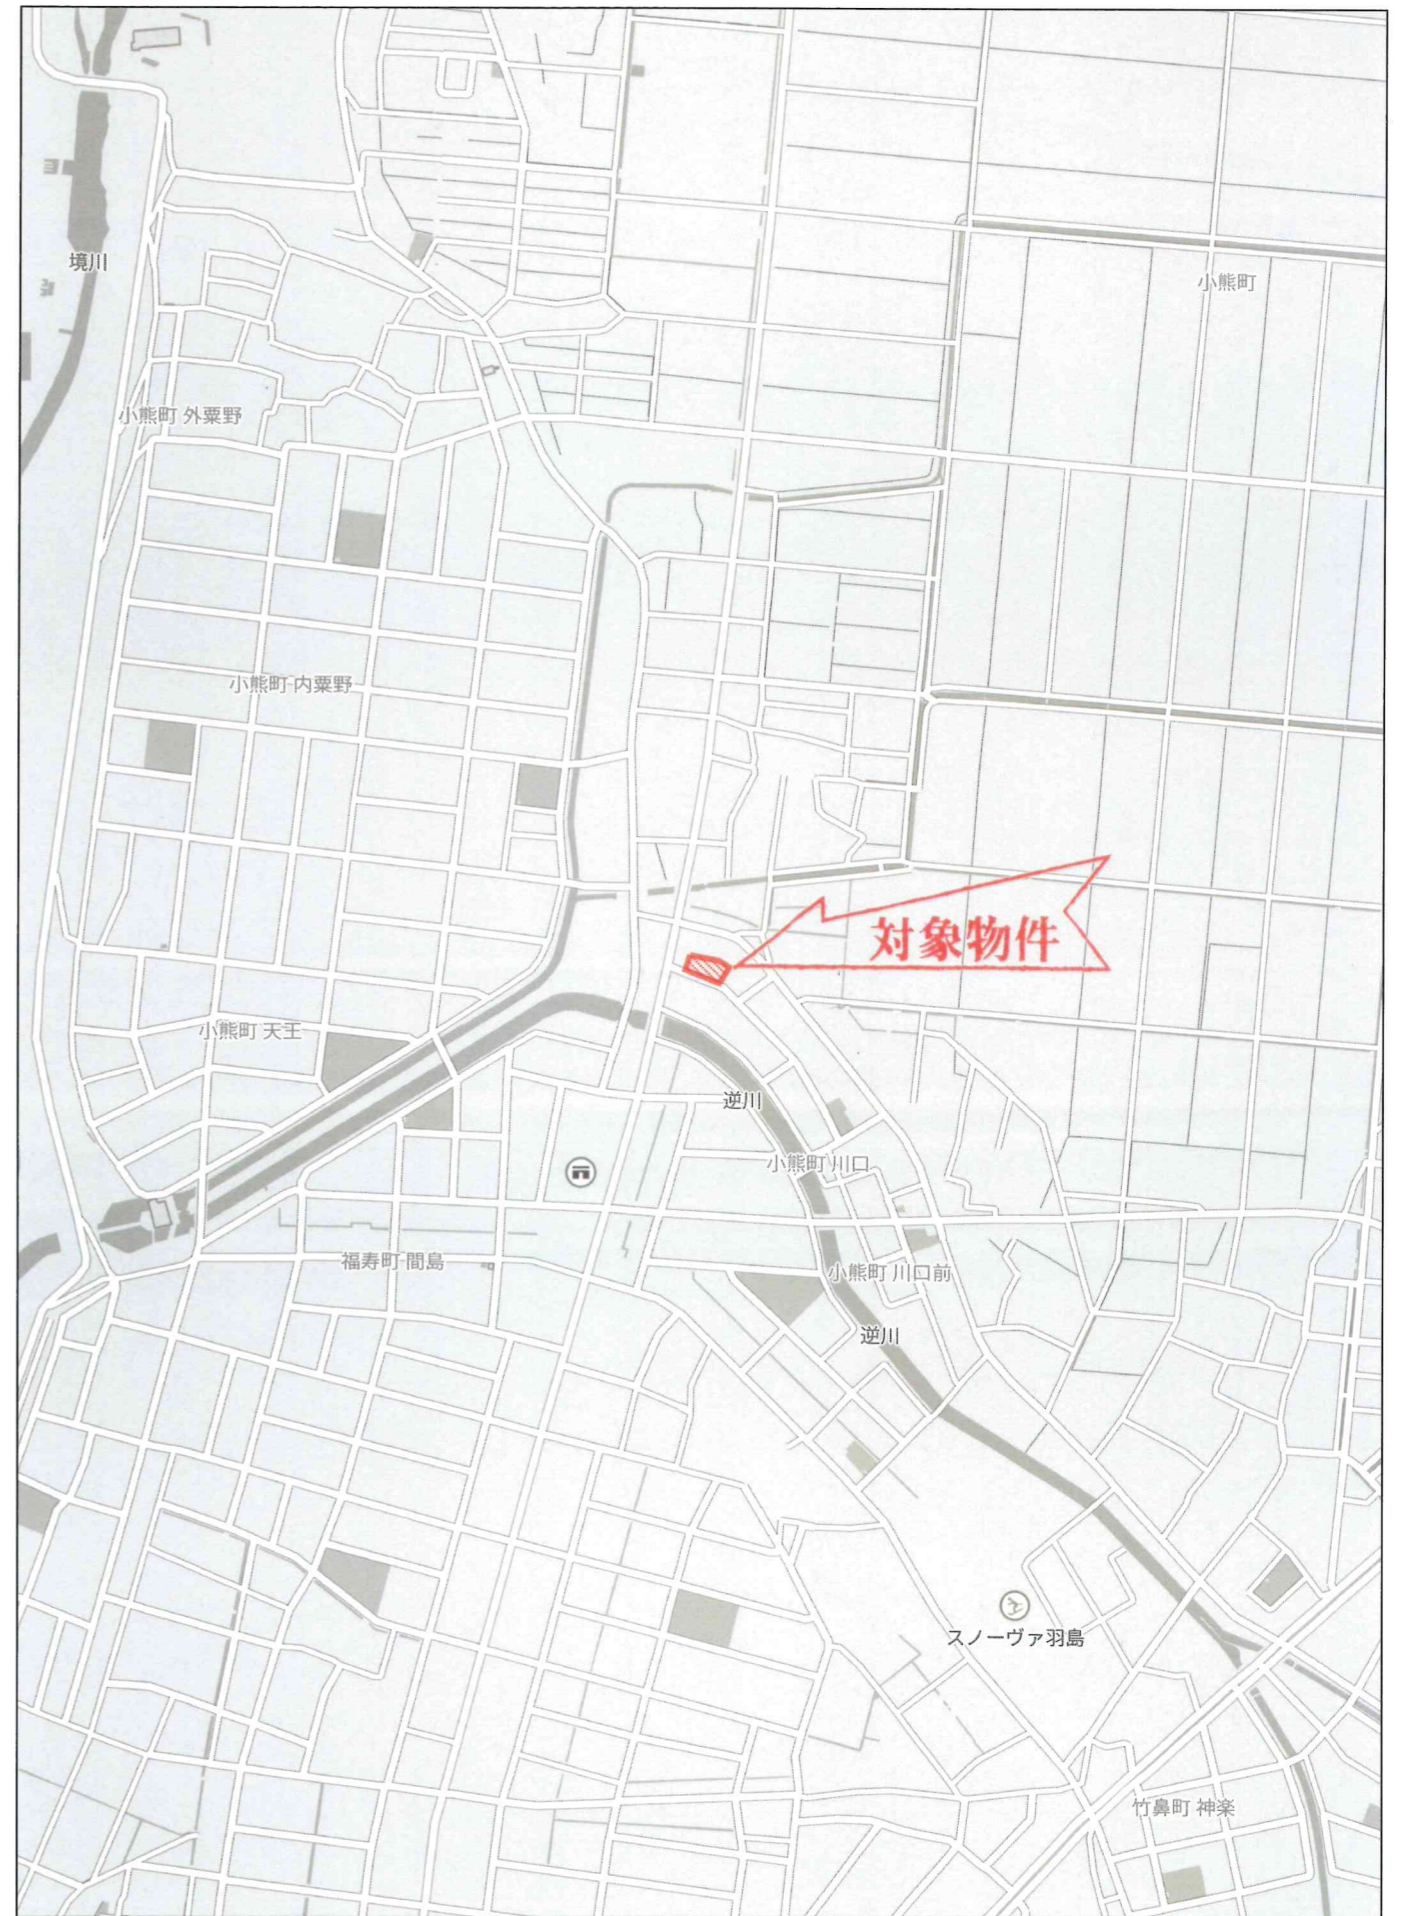 境川
小熊町
小熊町 外粟野
小熊町 内粟野
対象物件
小熊町 天王
逆川
小熊町 川口
福寿町 間島
小熊町 川口前
逆川
スノーヴァ羽島
竹鼻町 神楽